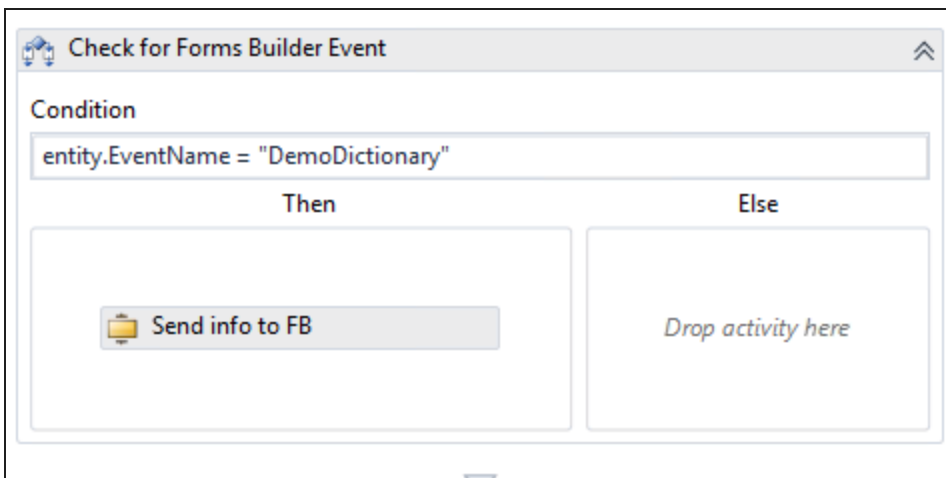 Check for Forms Builder Event
Condition
entity.EventName = "DemoDictionary"
Then Else
Send info to FB Drop activity here